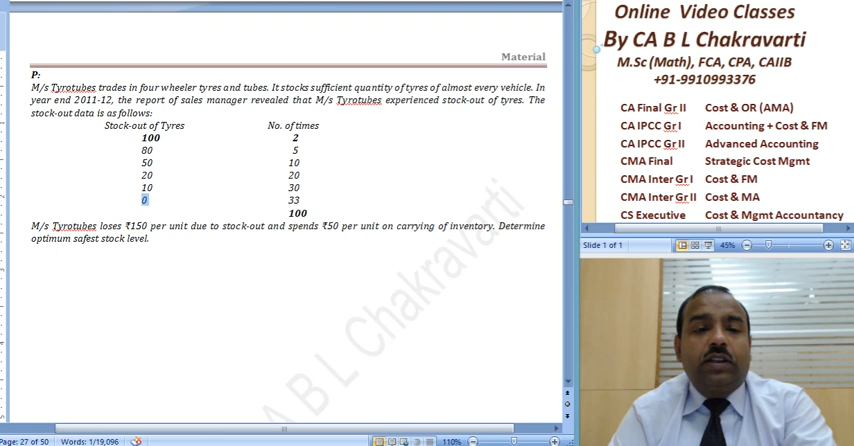 Material
P:
M/s Tyrotubes trades in four wheeler tyres and tubes. It stocks sufficient quantity of tyres of almost every vehicle. In
year end 2011-12, the report of sales manager revealed that M/s Tyrotubes experienced stock-out of tyres. The
stock-out data is as follows:
Stock-out of Tyres No. of times
100 2
80 5
50 10
20 20
10 30
0 33
100
M/s Tyrotubes loses ₹150 per unit due to stock-out and spends ₹50 per unit on carrying of inventory. Determine
optimum safest stock level.
A B L Chakravarti
Page: 27 of 50 Words: 1/19,096 110%
Online Video Classes
By CA B L Chakravarti
M.Sc (Math), FCA, CPA, CAIIB
+91-9910993376
CA Final Gr II Cost & OR (AMA)
CA IPCC Gr I Accounting + Cost & FM
CA IPCC Gr II Advanced Accounting
CMA Final Strategic Cost Mgmt
CMA Inter Gr I Cost & FM
CMA Inter Gr II Cost & MA
CS Executive Cost & Mgmt Accountancy
Slide 1 of 1 45%